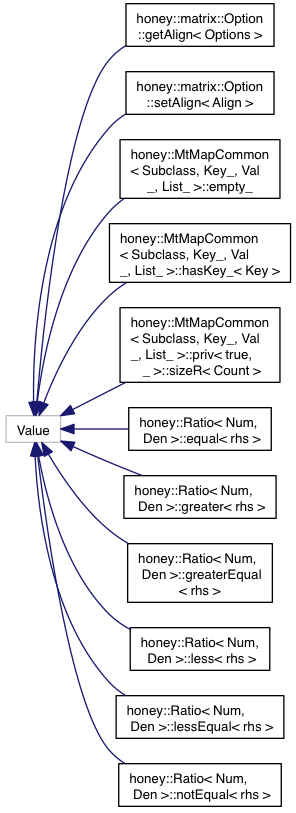 honey::matrix::Option
::getAlign< Options >
honey::matrix::Option
::setAlign< Align >
honey::MtMapCommon
< Subclass, Key_, Val
_, List_ >::empty_
honey::MtMapCommon
< Subclass, Key_, Val
_, List_ >::hasKey_< Key >
honey::MtMapCommon
< Subclass, Key_, Val
_, List_ >::priv< true,
_ >::sizeR< Count >
Value
honey::Ratio< Num,
Den >::equal< rhs >
honey::Ratio< Num,
Den >::greater< rhs >
honey::Ratio< Num,
Den >::greaterEqual
< rhs >
honey::Ratio< Num,
Den >::less< rhs >
honey::Ratio< Num,
Den >::lessEqual< rhs >
honey::Ratio< Num,
Den >::notEqual< rhs >